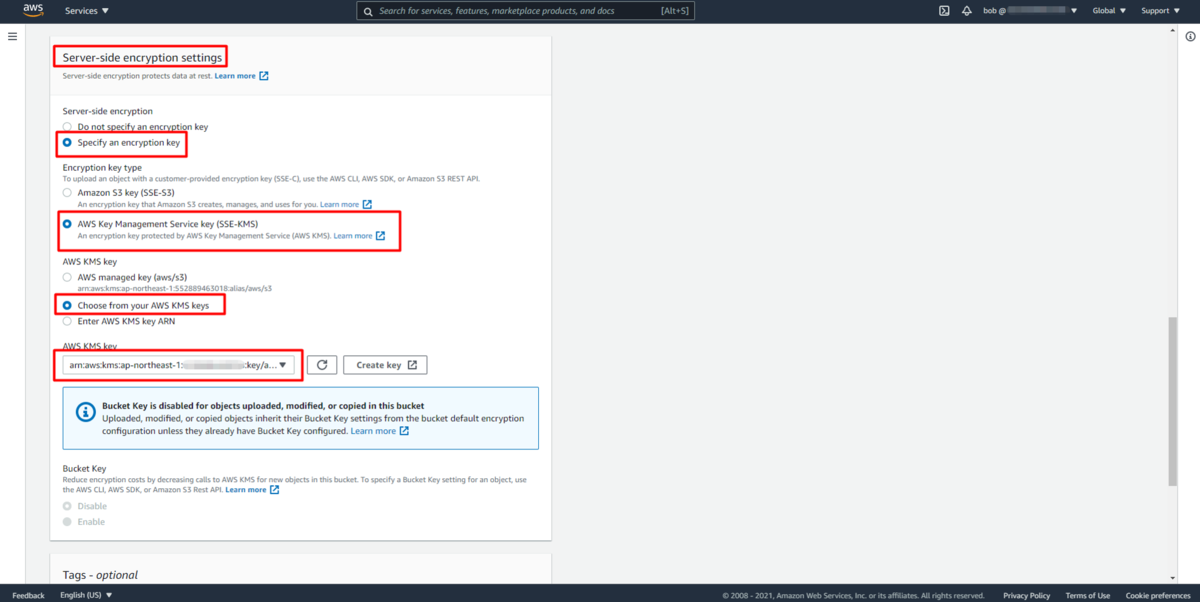 aws
Services
Search for services, features, marketplace products, and docs [Alt+S]
bob @
Global
Support
Server-side encryption settings
Server-side encryption protects data at rest. Learn more
Server-side encryption
Do not specify an encryption key
Specify an encryption key
Encryption key type
To upload an object with a customer-provided encryption key (SSE-C), use the AWS CLI, AWS SDK, or Amazon S3 REST API.
Amazon S3 key (SSE-S3)
An encryption key that Amazon S3 creates, manages, and uses for you. Learn more
AWS Key Management Service key (SSE-KMS)
An encryption key protected by AWS Key Management Service (AWS KMS). Learn more
AWS KMS key
AWS managed key (aws/s3)
arn:aws:kms:ap-northeast-1:552889463018:alias/aws/s3
Choose from your AWS KMS keys
Enter AWS KMS key ARN
AWS KMS key
arn:aws:kms:ap-northeast-1: :key/a...
Create key
Bucket Key is disabled for objects uploaded, modified, or copied in this bucket
Uploaded, modified, or copied objects inherit their Bucket Key settings from the bucket default encryption
configuration unless they already have Bucket Key configured. Learn more
Bucket Key
Reduce encryption costs by decreasing calls to AWS KMS for new objects in this bucket. To specify a Bucket Key setting for an object, use
the AWS CLI, AWS SDK, or Amazon S3 Rest API. Learn more
Disable
Enable
Tags - optional
Feedback
English (US)
© 2008 - 2021, Amazon Web Services, Inc. or its affiliates. All rights reserved.
Privacy Policy
Terms of Use
Cookie preferences